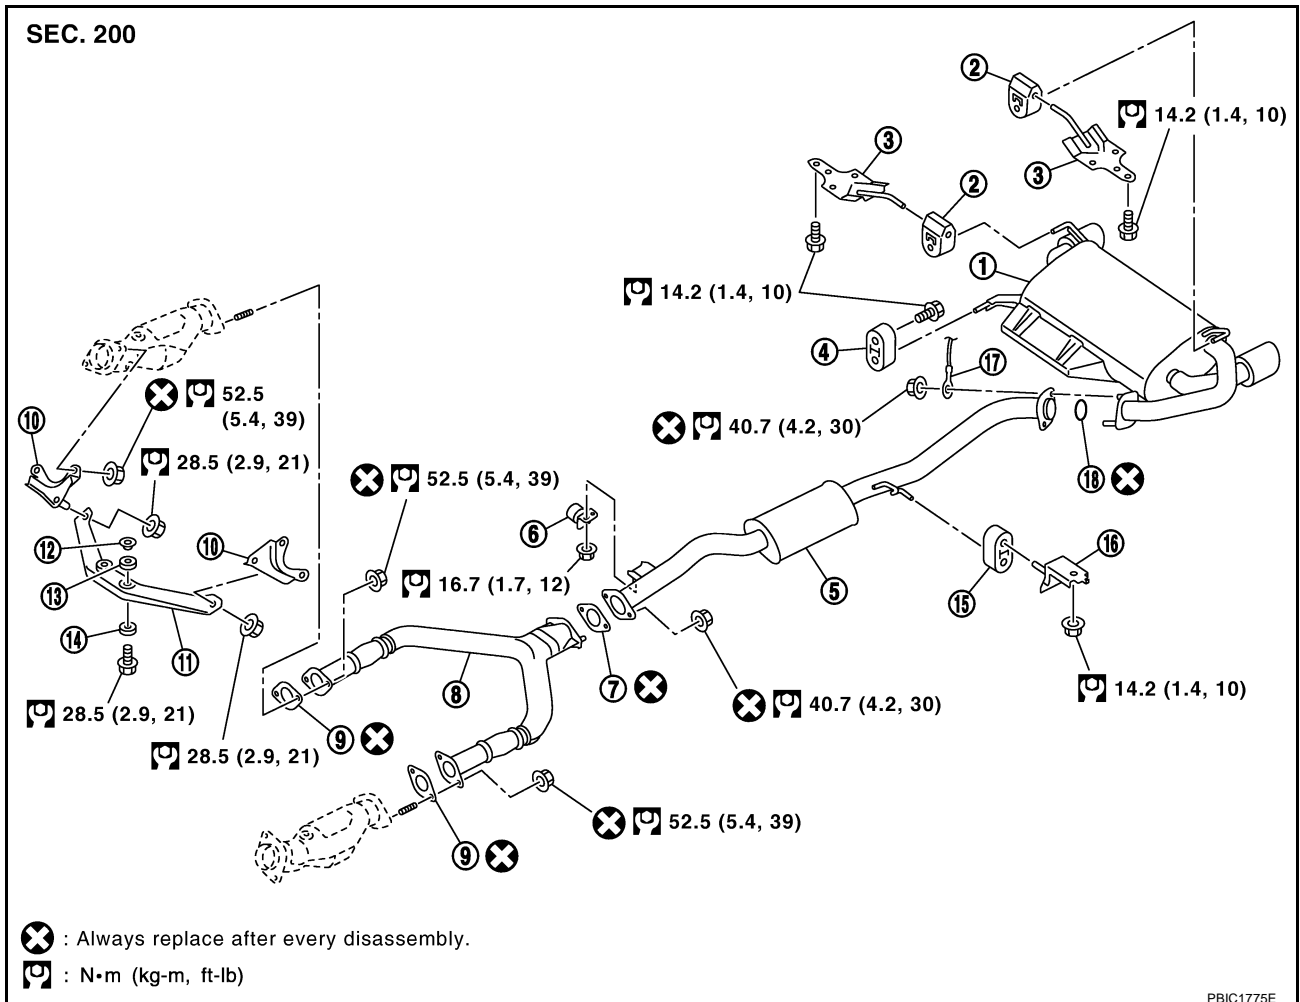 SEC. 200
2
14.2 (1.4, 10)
3
3
2
1
14.2 (1.4, 10)
4
17
52.5
(5.4, 39)
10
40.7 (4.2, 30)
28.5 (2.9, 21)
52.5 (5.4, 39)
18
6
12
10
16
16.7 (1.7, 12)
13
5
15
14
11
8
7
14.2 (1.4, 10)
28.5 (2.9, 21)
40.7 (4.2, 30)
9
28.5 (2.9, 21)
52.5 (5.4, 39)
9
: Always replace after every disassembly.
: N•m (kg-m, ft-lb)
PBIC1775E